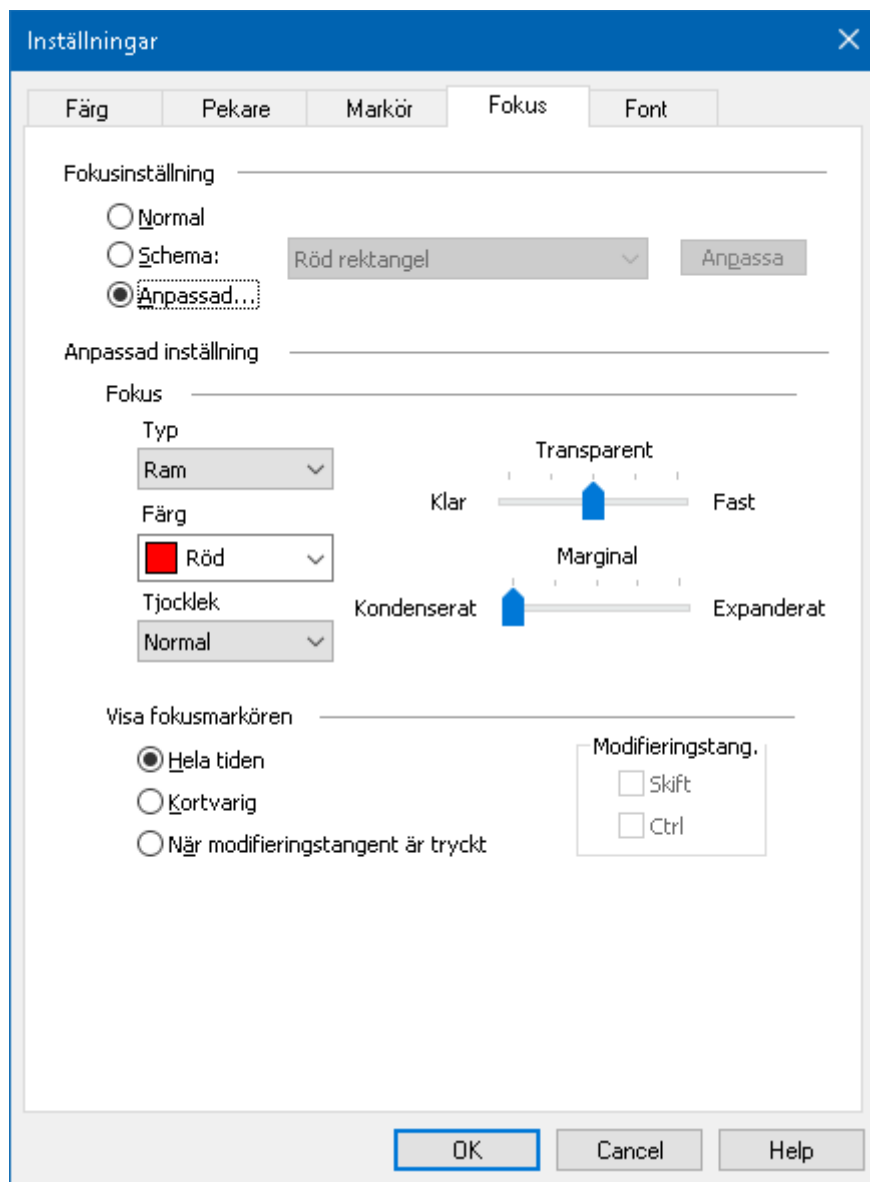 Inställningar
Färg Pekare Markör Fokus Font
Fokusinställning
Normal
Schema: Röd rektangel Anpassa
Anpassad...
Anpassad inställning
Fokus
Typ
Ram
Transparent
Klar Fast
Färg
Röd
Marginal
Kondenserat Expanderat
Tjocklek
Normal
Visa fokusmarkören
Hela tiden
Kortvarig
När modifieringstangent är tryckt
Modifieringstang.
Skift
Ctrl
OK Cancel Help